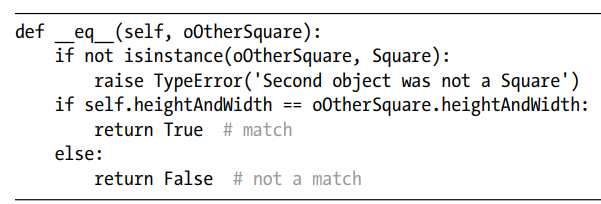 def __eq__(self, oOtherSquare):
    if not isinstance(oOtherSquare, Square):
        raise TypeError('Second object was not a Square')
    if self.heightAndWidth == oOtherSquare.heightAndWidth:
        return True  # match
    else:
        return False  # not a match